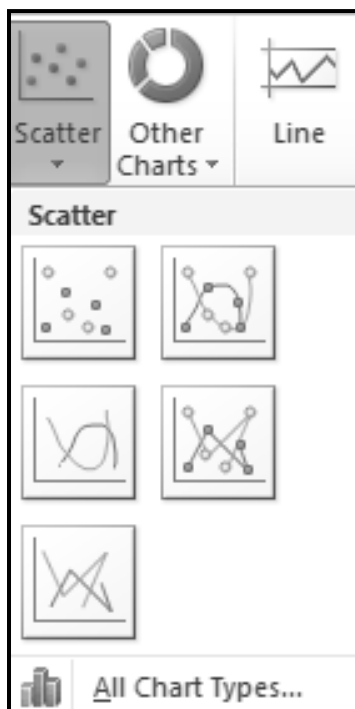 Scatter
Other
Charts
Line
Scatter
All Chart Types...